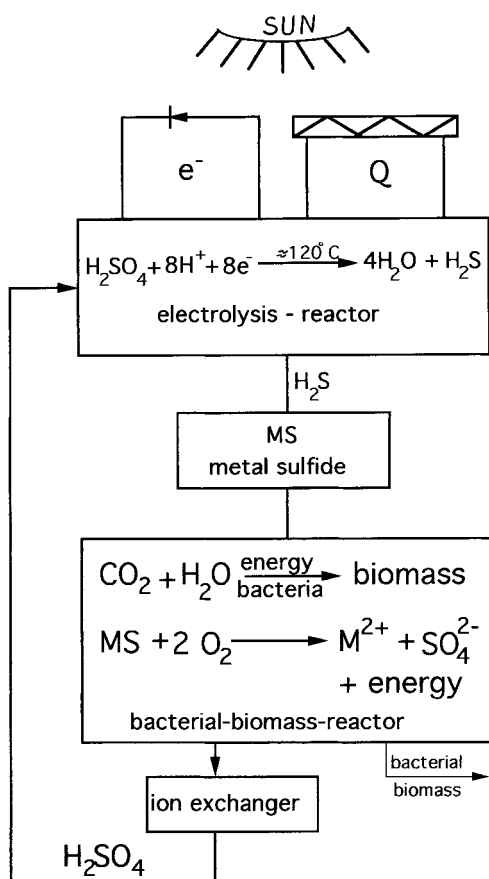 SUN
e⁻
Q
H₂SO₄ + 8H⁺ + 8e⁻ ≈120°C 4H₂O + H₂S
electrolysis - reactor
H₂S
MS
metal sulfide
CO₂ + H₂O energy bacteria biomass
MS + 2 O₂ M²⁺ + SO₄²⁻
+ energy
bacterial-biomass-reactor
bacterial
biomass
ion exchanger
H₂SO₄